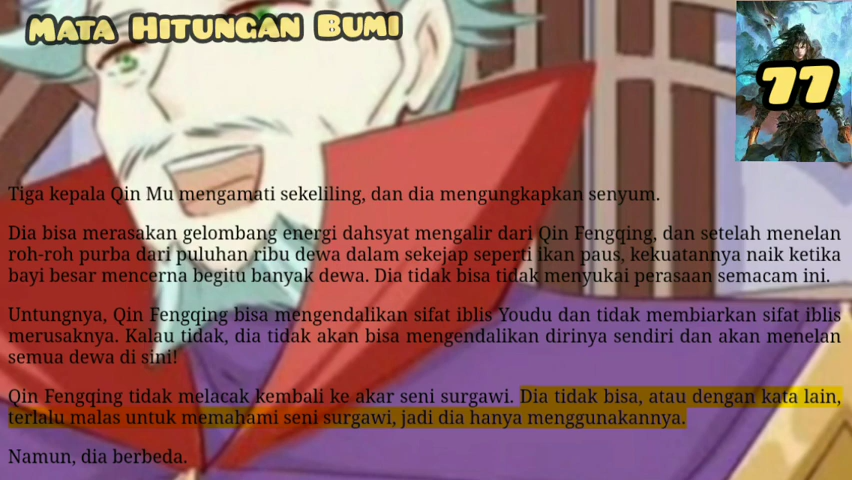 Mata Hitungan Bumi
77
Tiga kepala Qin Mu mengamati sekeliling, dan dia mengungkapkan senyum.
Dia bisa merasakan gelombang energi dahsyat mengalir dari Qin Fengqing, dan setelah menelan
roh-roh purba dari puluhan ribu dewa dalam sekejap seperti ikan paus, kekuatannya naik ketika
bayi besar mencerna begitu banyak dewa. Dia tidak bisa tidak menyukai perasaan semacam ini.
Untungnya, Qin Fengqing bisa mengendalikan sifat iblis Youdu dan tidak membiarkan sifat iblis
merusaknya. Kalau tidak, dia tidak akan bisa mengendalikan dirinya sendiri dan akan menelan
semua dewa di sini!
Qin Fengqing tidak melacak kembali ke akar seni surgawi. Dia tidak bisa, atau dengan kata lain,
terlalu malas untuk memahami seni surgawi, jadi dia hanya menggunakannya.
Namun, dia berbeda.